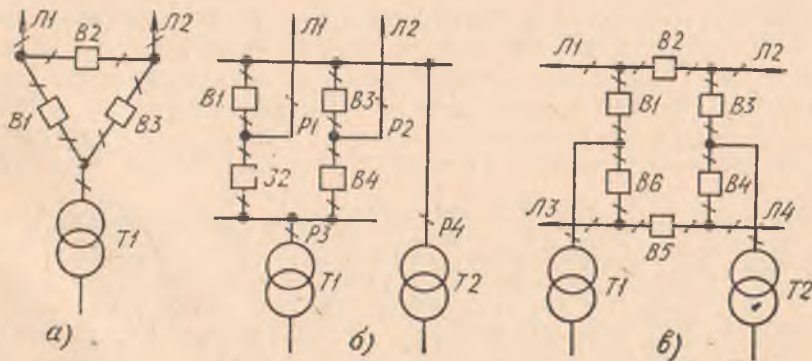 Л1 Л2
В2
В1 В3
Т1
а)
Л1 Л2
В1 В3
Р1 Р2
З2 В4
Р3 Р4
Т1 Т2
б)
Л1 В2 Л2
В1 В3
В6 В4
Л3 В5 Л4
Т1 Т2
в)